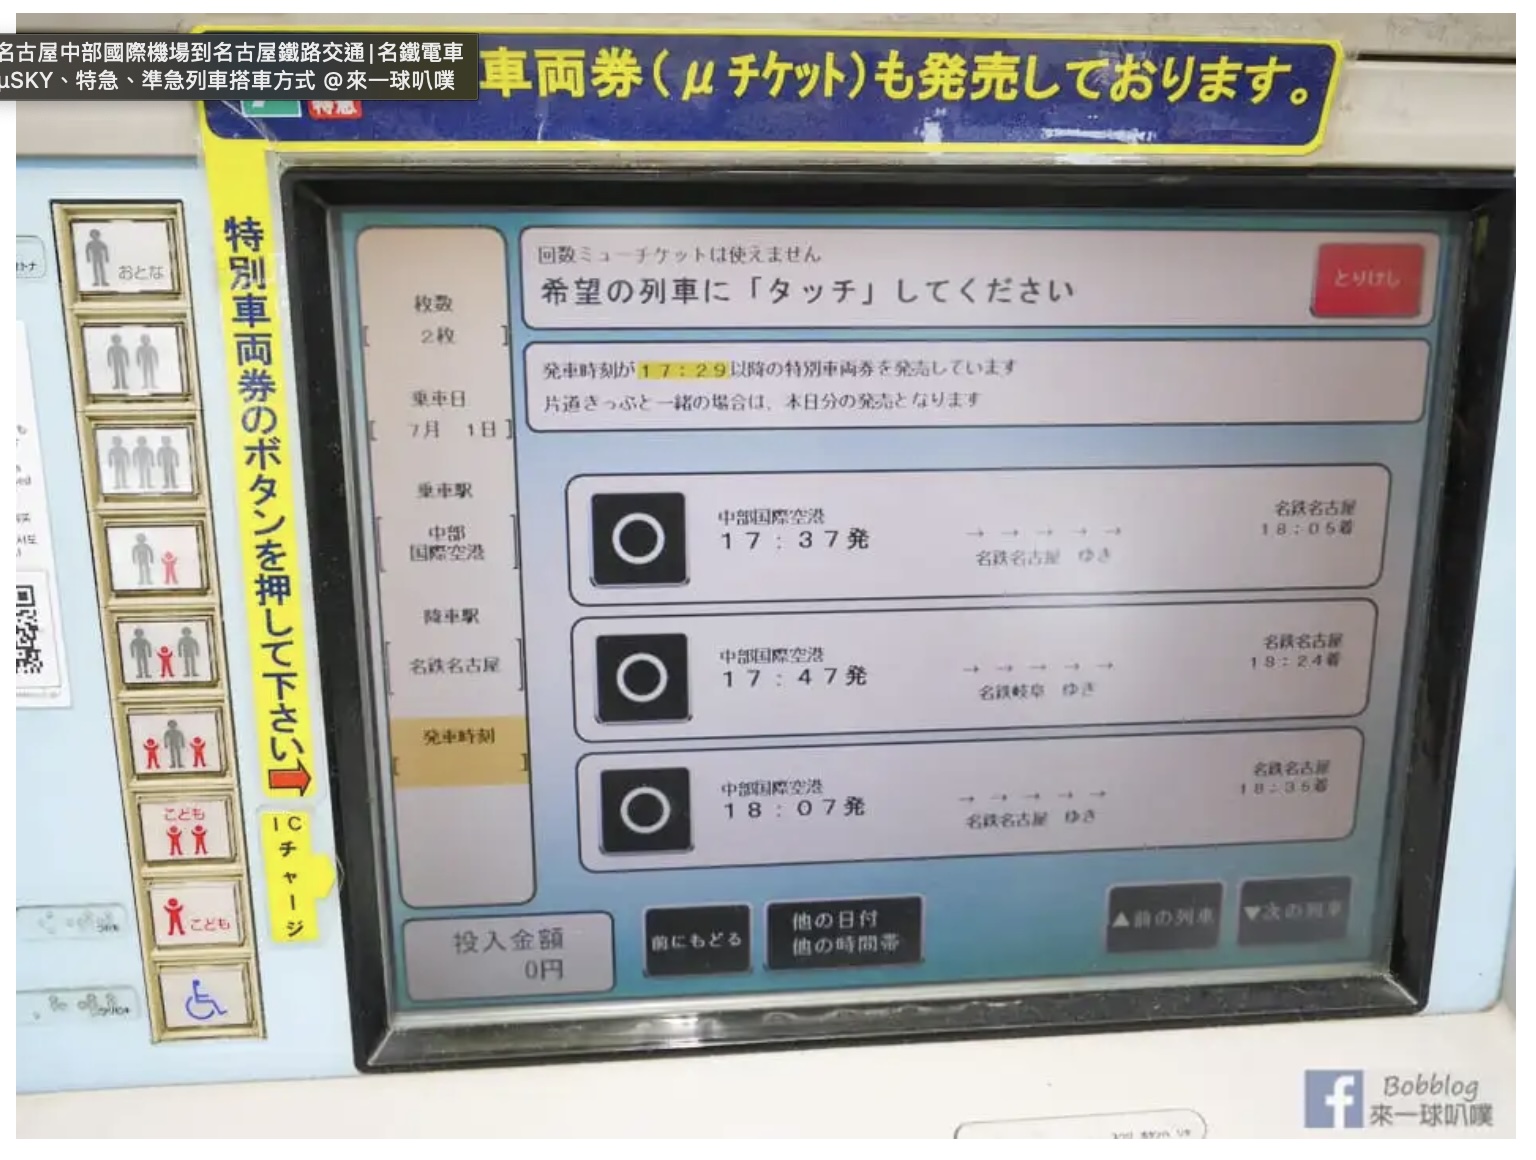 名古屋中部國際機場到名古屋鐵路交通|名鐵電車
μSKY、特急、準急列車搭車方式 @來一球叭噗
特急
車両券(μチケット)も発売しております。
特別車両券のボタンを押して下さい
ICチャージ
おとな
こども
こども
枚数
2枚
乗車日
7月 1日
乗車駅
中部
国際空港
降車駅
名鉄名古屋
発車時刻
回数ミューチケットは使えません
希望の列車に「タッチ」してください
とりけし
発車時刻が17:29以降の特別車両券を発売しています
片道きっぷと一緒の場合は、本日分の発売となります
中部国際空港
17:37発
→ → → → →
名鉄名古屋 ゆき
名鉄名古屋
18:05着
中部国際空港
17:47発
→ → → → →
名鉄岐阜 ゆき
名鉄名古屋
18:24着
中部国際空港
18:07発
→ → → → →
名鉄名古屋 ゆき
名鉄名古屋
18:35着
投入金額
0円
前にもどる
他の日付
他の時間帯
▲前の列車
▼次の列車
f
Bobblog
來一球叭噗